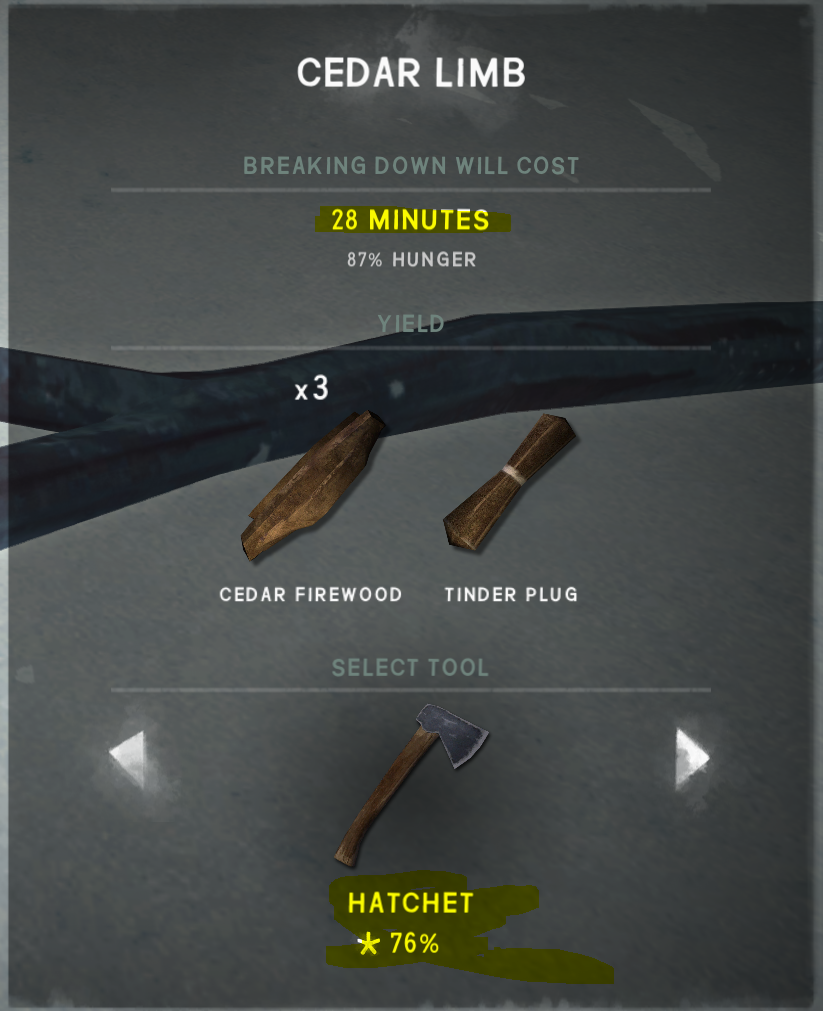 CEDAR LIMB
BREAKING DOWN WILL COST
28 MINUTES
87% HUNGER
YIELD
x3
CEDAR FIREWOOD
TINDER PLUG
SELECT TOOL
HATCHET
76%